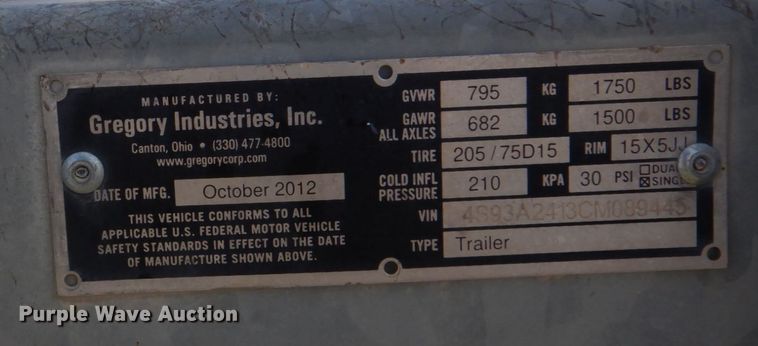 MANUFACTURED BY:
Gregory Industries, Inc.
Canton, Ohio • (330) 477-4800
www.gregorycorp.com
DATE OF MFG. October 2012
THIS VEHICLE CONFORMS TO ALL
APPLICABLE U.S. FEDERAL MOTOR VEHICLE
SAFETY STANDARDS IN EFFECT ON THE DATE
OF MANUFACTURE SHOWN ABOVE.
GVWR 795 KG 1750 LBS
GAWR ALL AXLES 682 KG 1500 LBS
TIRE 205/75D15 RIM 15X5JJ
COLD INFL PRESSURE 210 KPA 30 PSI ☐ DUAL ☒ SINGLE
VIN 4S93A2413CM089445
TYPE Trailer
Purple Wave Auction